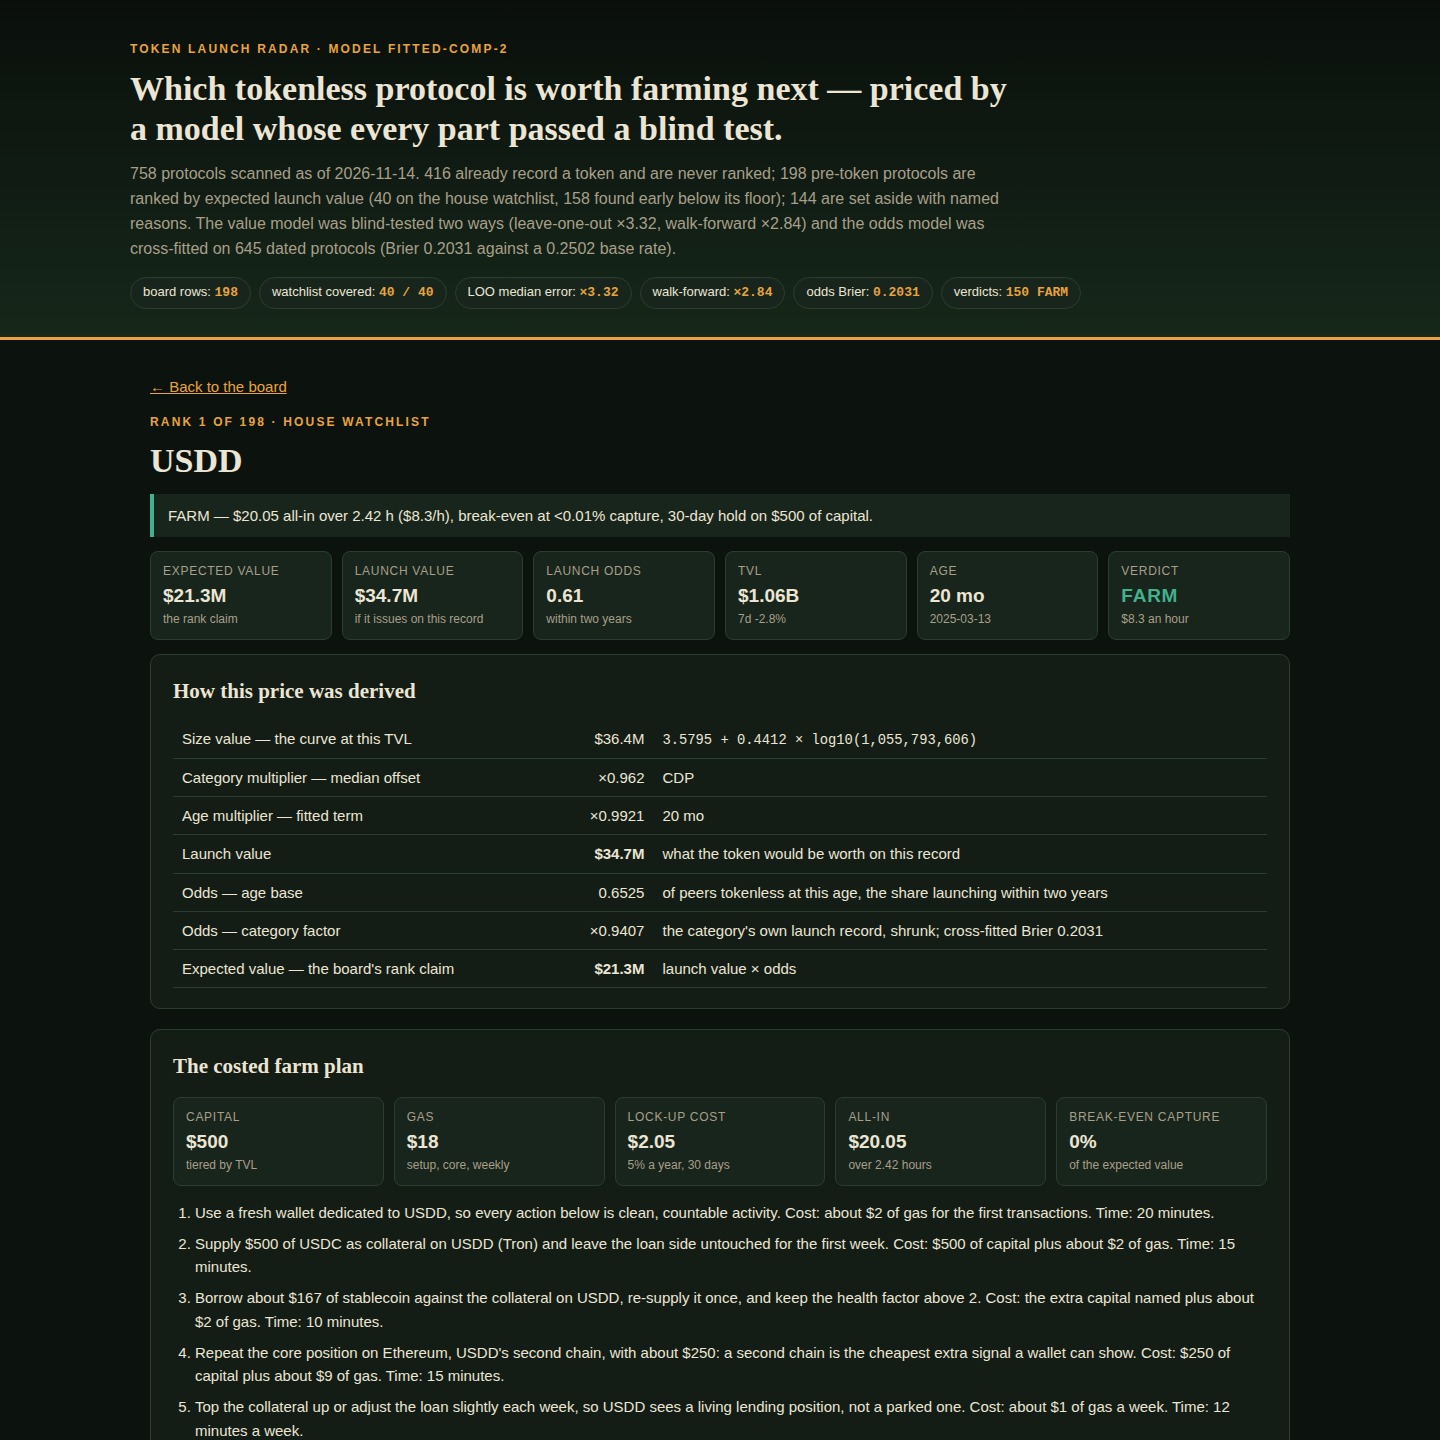 TOKEN LAUNCH RADAR · MODEL FITTED-COMP-2
Which tokenless protocol is worth farming next — priced by
a model whose every part passed a blind test.
758 protocols scanned as of 2026-11-14. 416 already record a token and are never ranked; 198 pre-token protocols are
ranked by expected launch value (40 on the house watchlist, 158 found early below its floor); 144 are set aside with named
reasons. The value model was blind-tested two ways (leave-one-out ×3.32, walk-forward ×2.84) and the odds model was
cross-fitted on 645 dated protocols (Brier 0.2031 against a 0.2502 base rate).
board rows: 198 watchlist covered: 40 / 40 LOO median error: ×3.32 walk-forward: ×2.84 odds Brier: 0.2031 verdicts: 150 FARM
← Back to the board
RANK 1 OF 198 · HOUSE WATCHLIST
USDD
FARM — $20.05 all-in over 2.42 h ($8.3/h), break-even at <0.01% capture, 30-day hold on $500 of capital.
EXPECTED VALUE LAUNCH VALUE LAUNCH ODDS TVL AGE VERDICT
$21.3M $34.7M 0.61 $1.06B 20 mo FARM
the rank claim if it issues on this record within two years 7d -2.8% 2025-03-13 $8.3 an hour
How this price was derived
Size value — the curve at this TVL $36.4M 3.5795 + 0.4412 × log10(1,055,793,606)
Category multiplier — median offset ×0.962 CDP
Age multiplier — fitted term ×0.9921 20 mo
Launch value $34.7M what the token would be worth on this record
Odds — age base 0.6525 of peers tokenless at this age, the share launching within two years
Odds — category factor ×0.9407 the category's own launch record, shrunk; cross-fitted Brier 0.2031
Expected value — the board's rank claim $21.3M launch value × odds
The costed farm plan
CAPITAL GAS LOCK-UP COST ALL-IN BREAK-EVEN CAPTURE
$500 $18 $2.05 $20.05 0%
tiered by TVL setup, core, weekly 5% a year, 30 days over 2.42 hours of the expected value
1. Use a fresh wallet dedicated to USDD, so every action below is clean, countable activity. Cost: about $2 of gas for the first transactions. Time: 20 minutes.
2. Supply $500 of USDC as collateral on USDD (Tron) and leave the loan side untouched for the first week. Cost: $500 of capital plus about $2 of gas. Time: 15
minutes.
3. Borrow about $167 of stablecoin against the collateral on USDD, re-supply it once, and keep the health factor above 2. Cost: the extra capital named plus about
$2 of gas. Time: 10 minutes.
4. Repeat the core position on Ethereum, USDD's second chain, with about $250: a second chain is the cheapest extra signal a wallet can show. Cost: $250 of
capital plus about $9 of gas. Time: 15 minutes.
5. Top the collateral up or adjust the loan slightly each week, so USDD sees a living lending position, not a parked one. Cost: about $1 of gas a week. Time: 12
minutes a week.